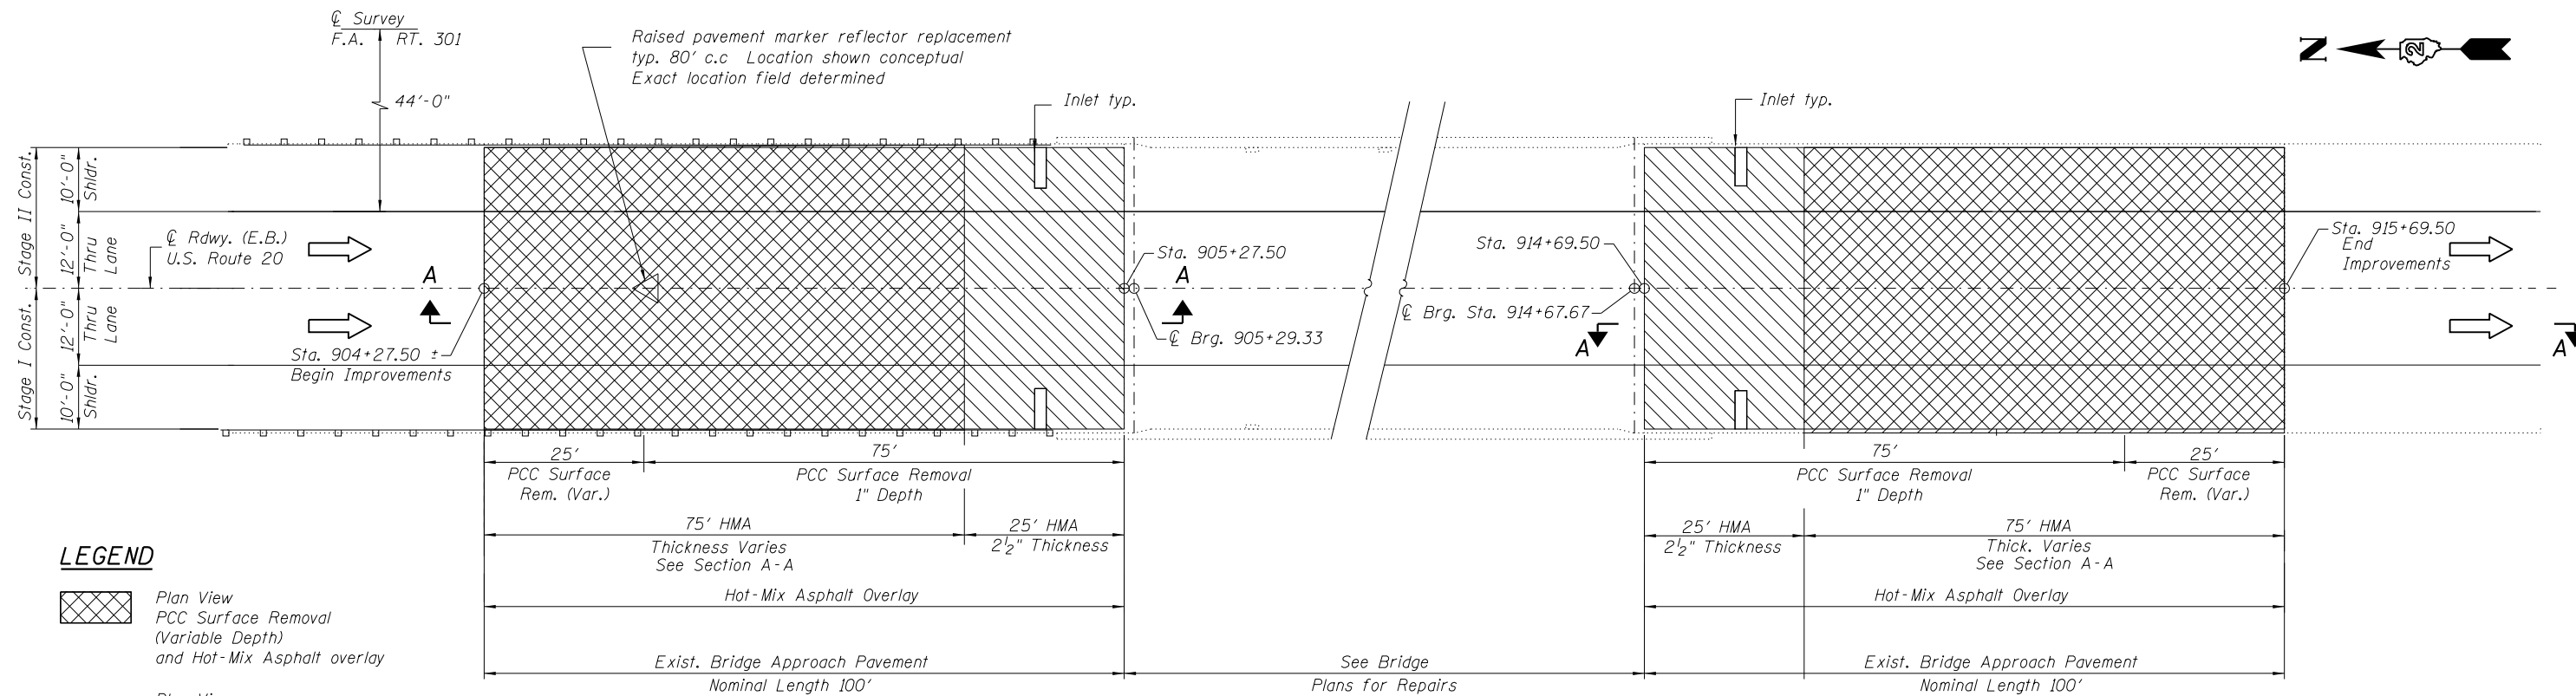 ℄ Survey
F.A. RT. 301
44'-0"
Raised pavement marker reflector replacement
typ. 80' c.c Location shown conceptual
Exact location field determined
Inlet typ.
Inlet typ.
N
2
Stage II Const.
Stage I Const.
10'-0"
Shldr.
12'-0"
Thru
Lane
12'-0"
Thru
Lane
10'-0"
Shldr.
℄ Rdwy. (E.B.)
U.S. Route 20
A
Sta. 904+27.50 ±
Begin Improvements
Sta. 905+27.50
A
℄ Brg. 905+29.33
Sta. 914+69.50
℄ Brg. Sta. 914+67.67
A
Sta. 915+69.50
End
Improvements
A
25'
PCC Surface
Rem. (Var.)
75'
PCC Surface Removal
1" Depth
75'
PCC Surface Removal
1" Depth
25'
PCC Surface
Rem. (Var.)
75' HMA
Thickness Varies
See Section A-A
25' HMA
2½" Thickness
25' HMA
2½" Thickness
75' HMA
Thick. Varies
See Section A-A
Hot-Mix Asphalt Overlay
Hot-Mix Asphalt Overlay
Exist. Bridge Approach Pavement
Nominal Length 100'
See Bridge
Plans for Repairs
Exist. Bridge Approach Pavement
Nominal Length 100'
LEGEND
Plan View
PCC Surface Removal
(Variable Depth)
and Hot-Mix Asphalt overlay